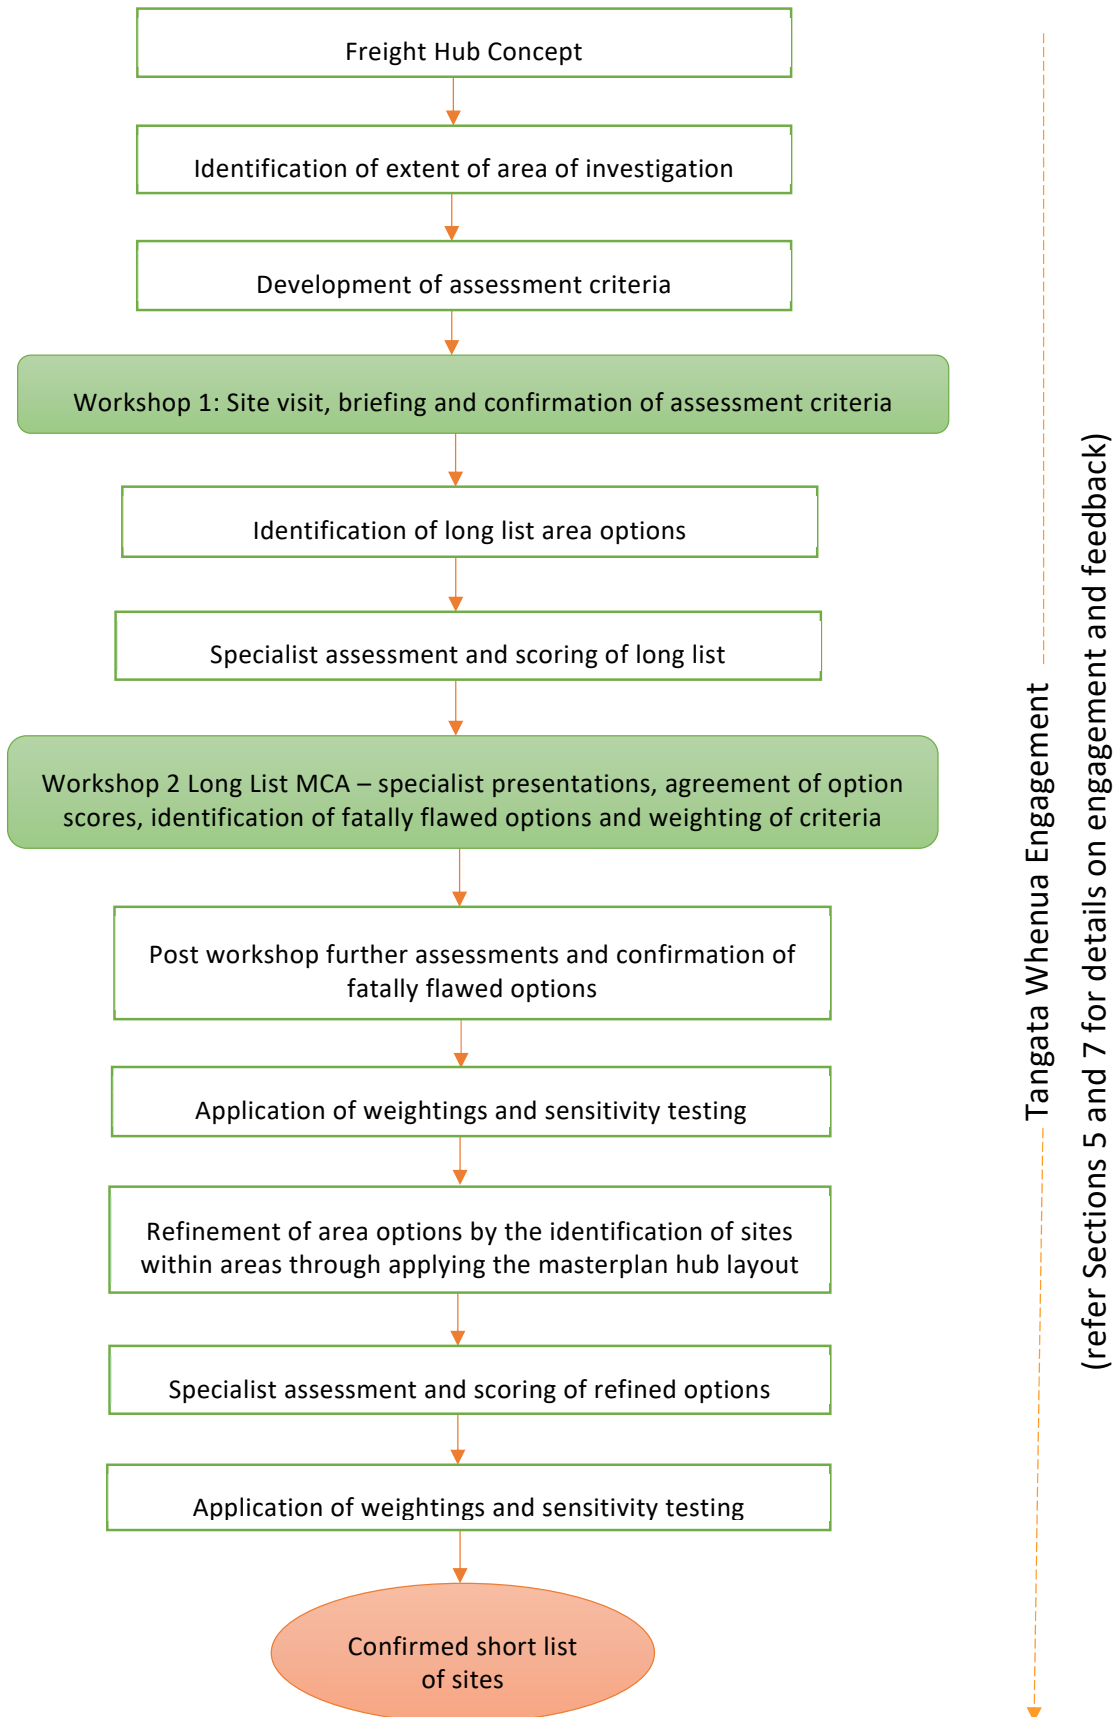 Freight Hub Concept
Identification of extent of area of investigation
Development of assessment criteria
Workshop 1: Site visit, briefing and confirmation of assessment criteria
Identification of long list area options
Specialist assessment and scoring of long list
Workshop 2 Long List MCA – specialist presentations, agreement of option
scores, identification of fatally flawed options and weighting of criteria
Post workshop further assessments and confirmation of
fatally flawed options
Application of weightings and sensitivity testing
Refinement of area options by the identification of sites
within areas through applying the masterplan hub layout
Specialist assessment and scoring of refined options
Application of weightings and sensitivity testing
Confirmed short list
of sites
Tangata Whenua Engagement
(refer Sections 5 and 7 for details on engagement and feedback)